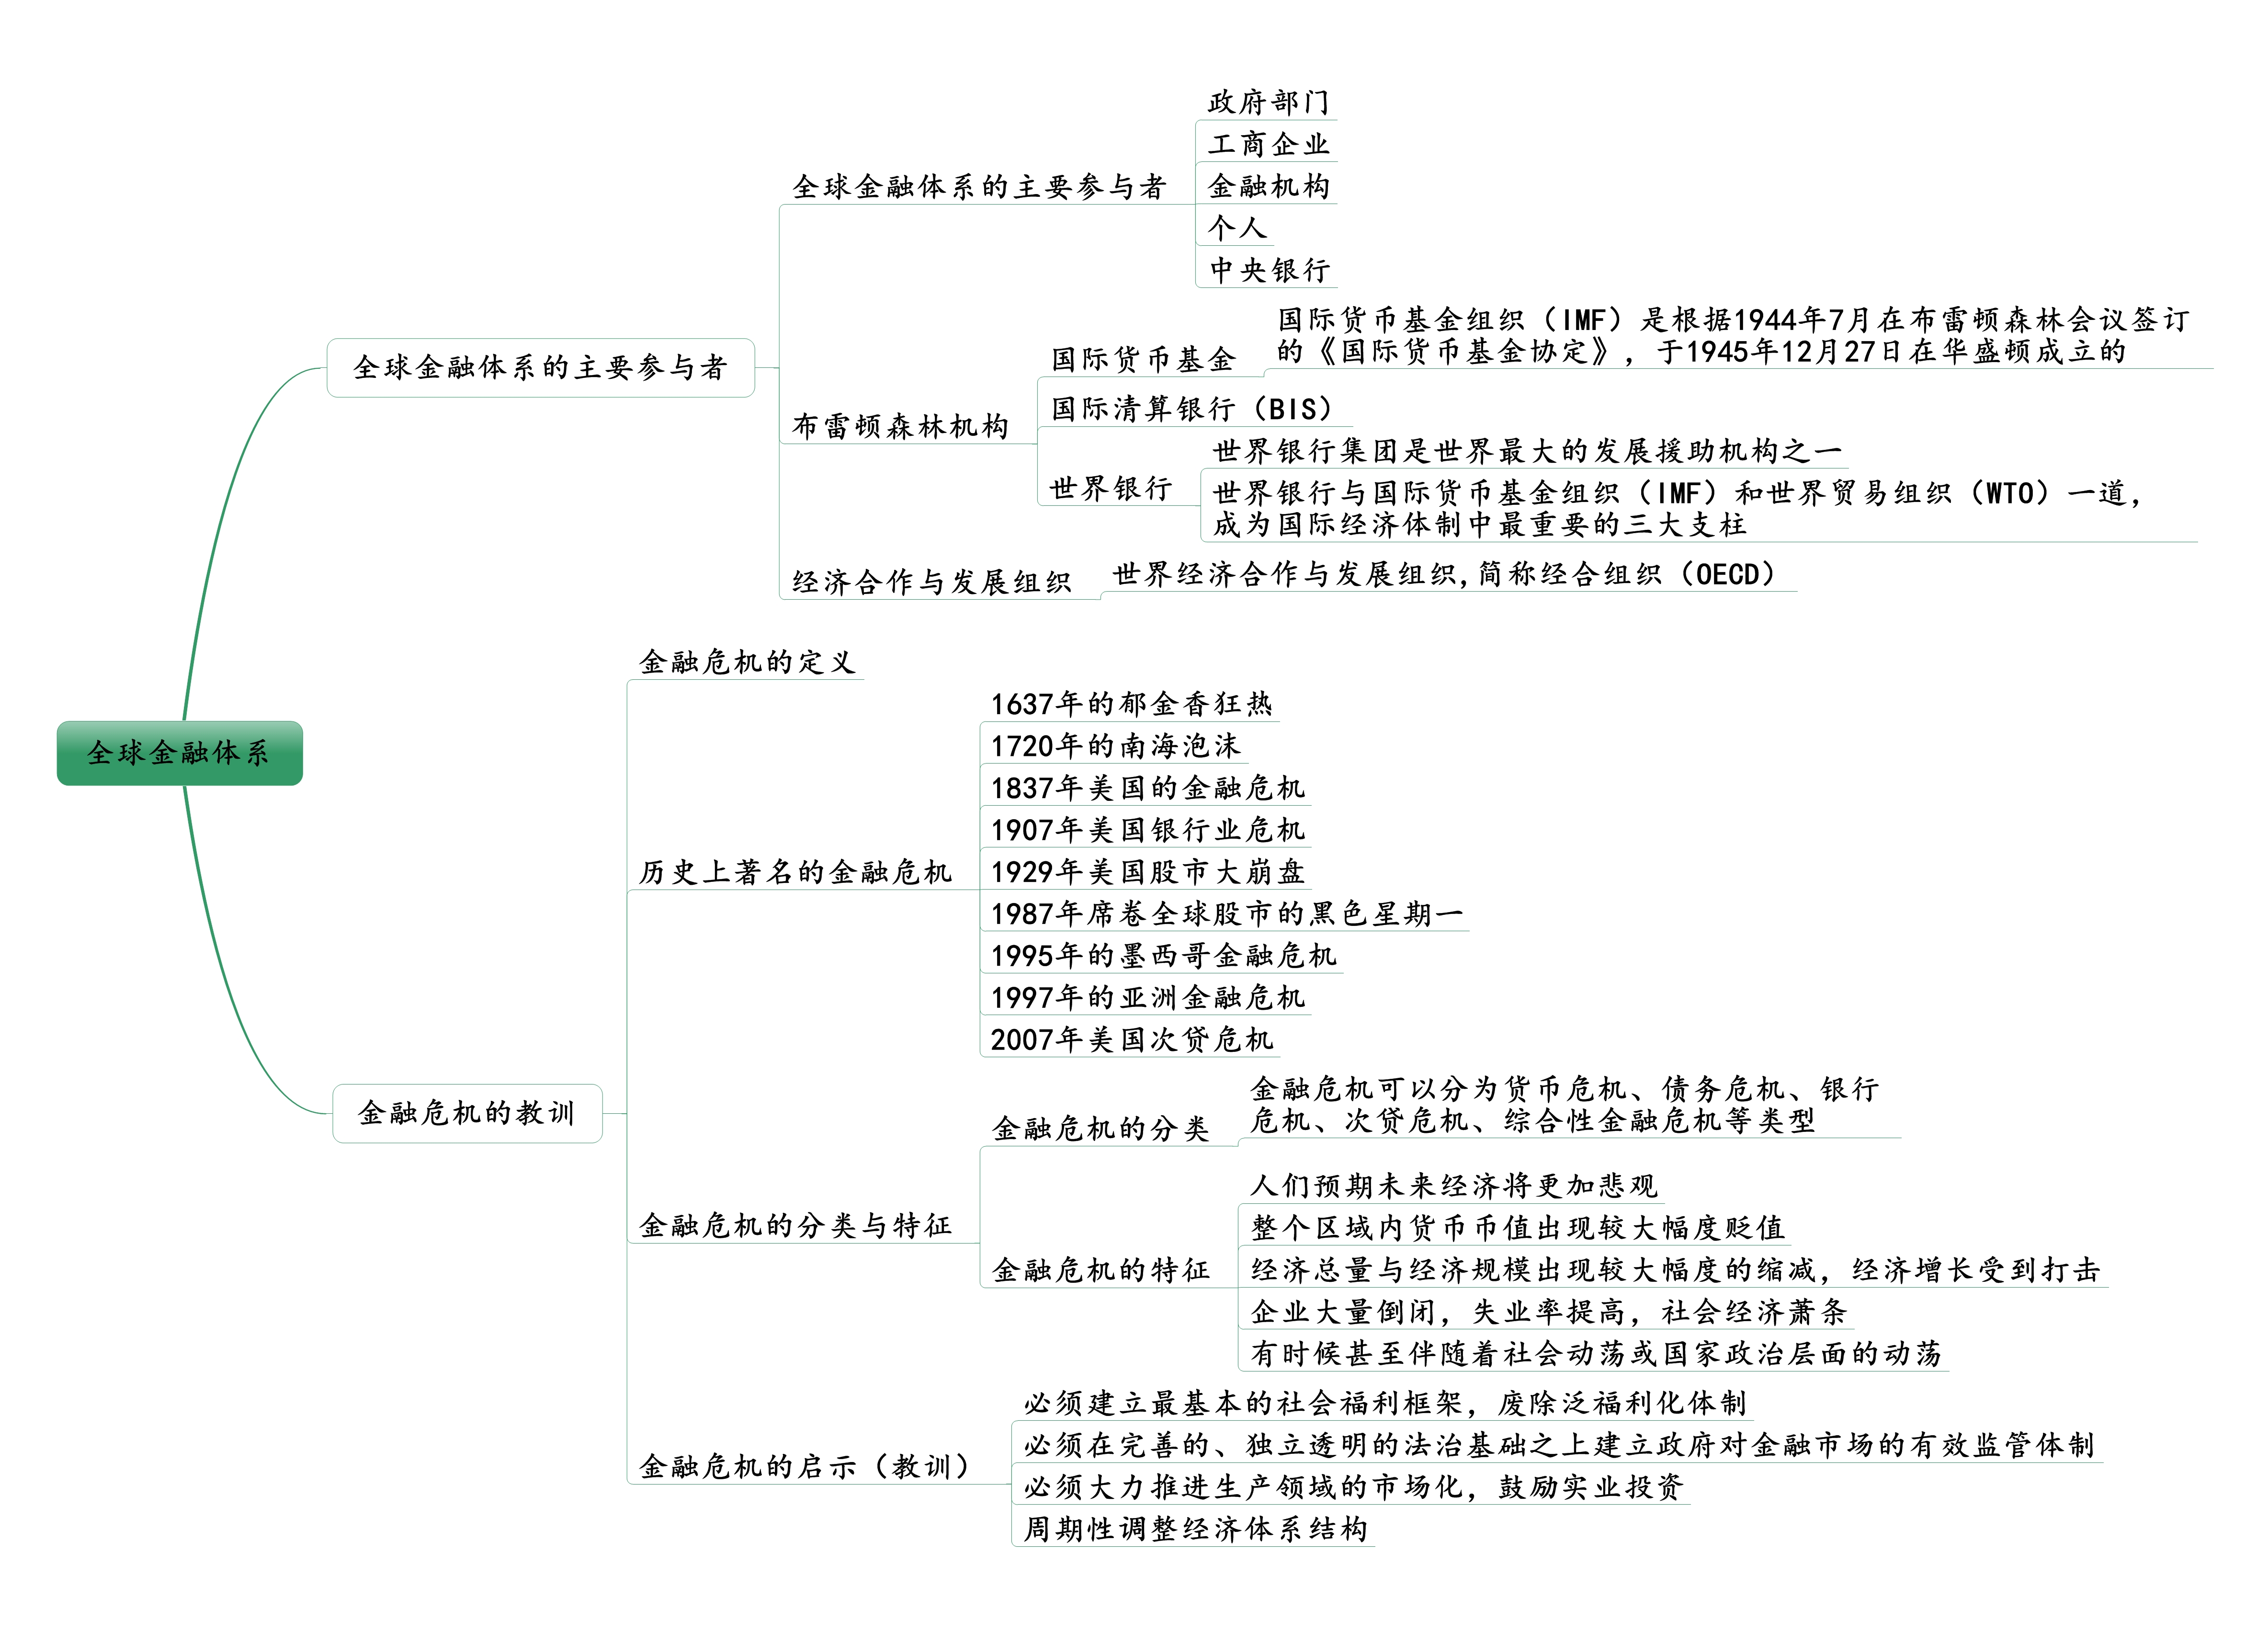 全球金融体系
全球金融体系的主要参与者
全球金融体系的主要参与者
政府部门
工商企业
金融机构
个人
中央银行
布雷顿森林机构
国际货币基金
国际货币基金组织（IMF）是根据1944年7月在布雷顿森林会议签订
的《国际货币基金协定》，于1945年12月27日在华盛顿成立的
国际清算银行（BIS）
世界银行
世界银行集团是世界最大的发展援助机构之一
世界银行与国际货币基金组织（IMF）和世界贸易组织（WTO）一道，
成为国际经济体制中最重要的三大支柱
经济合作与发展组织
世界经济合作与发展组织,简称经合组织（OECD）
金融危机的教训
金融危机的定义
历史上著名的金融危机
1637年的郁金香狂热
1720年的南海泡沫
1837年美国的金融危机
1907年美国银行业危机
1929年美国股市大崩盘
1987年席卷全球股市的黑色星期一
1995年的墨西哥金融危机
1997年的亚洲金融危机
2007年美国次贷危机
金融危机的分类与特征
金融危机的分类
金融危机可以分为货币危机、债务危机、银行
危机、次贷危机、综合性金融危机等类型
金融危机的特征
人们预期未来经济将更加悲观
整个区域内货币币值出现较大幅度贬值
经济总量与经济规模出现较大幅度的缩减，经济增长受到打击
企业大量倒闭，失业率提高，社会经济萧条
有时候甚至伴随着社会动荡或国家政治层面的动荡
金融危机的启示（教训）
必须建立最基本的社会福利框架，废除泛福利化体制
必须在完善的、独立透明的法治基础之上建立政府对金融市场的有效监管体制
必须大力推进生产领域的市场化，鼓励实业投资
周期性调整经济体系结构